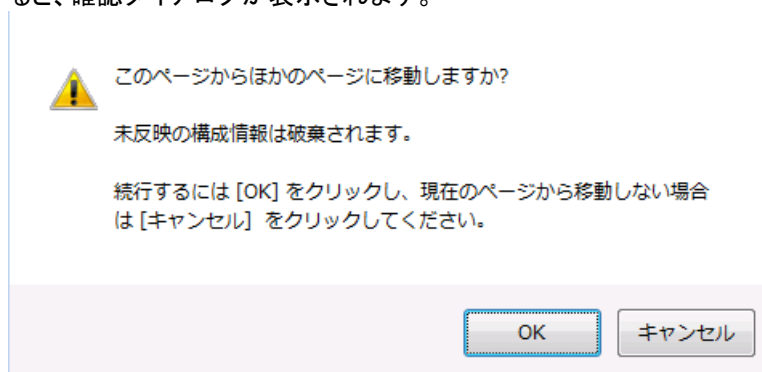 ると、確認ダイアログが表示されます。
このページからほかのページに移動しますか?
未反映の構成情報は破棄されます。
続行するには [OK] をクリックし、現在のページから移動しない場合
は [キャンセル] をクリックしてください。
OK
キャンセル